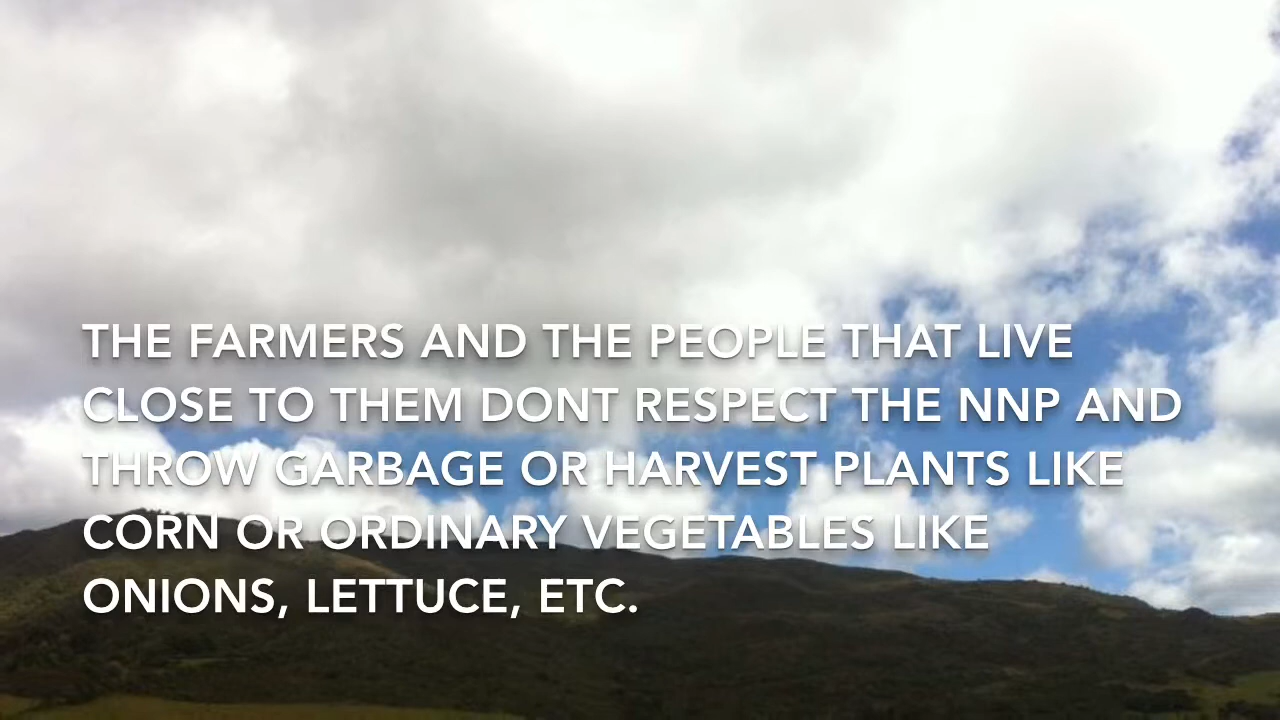 THE FARMERS AND THE PEOPLE THAT LIVE
CLOSE TO THEM DONT RESPECT THE NNP AND
THROW GARBAGE OR HARVEST PLANTS LIKE
CORN OR ORDINARY VEGETABLES LIKE
ONIONS, LETTUCE, ETC.